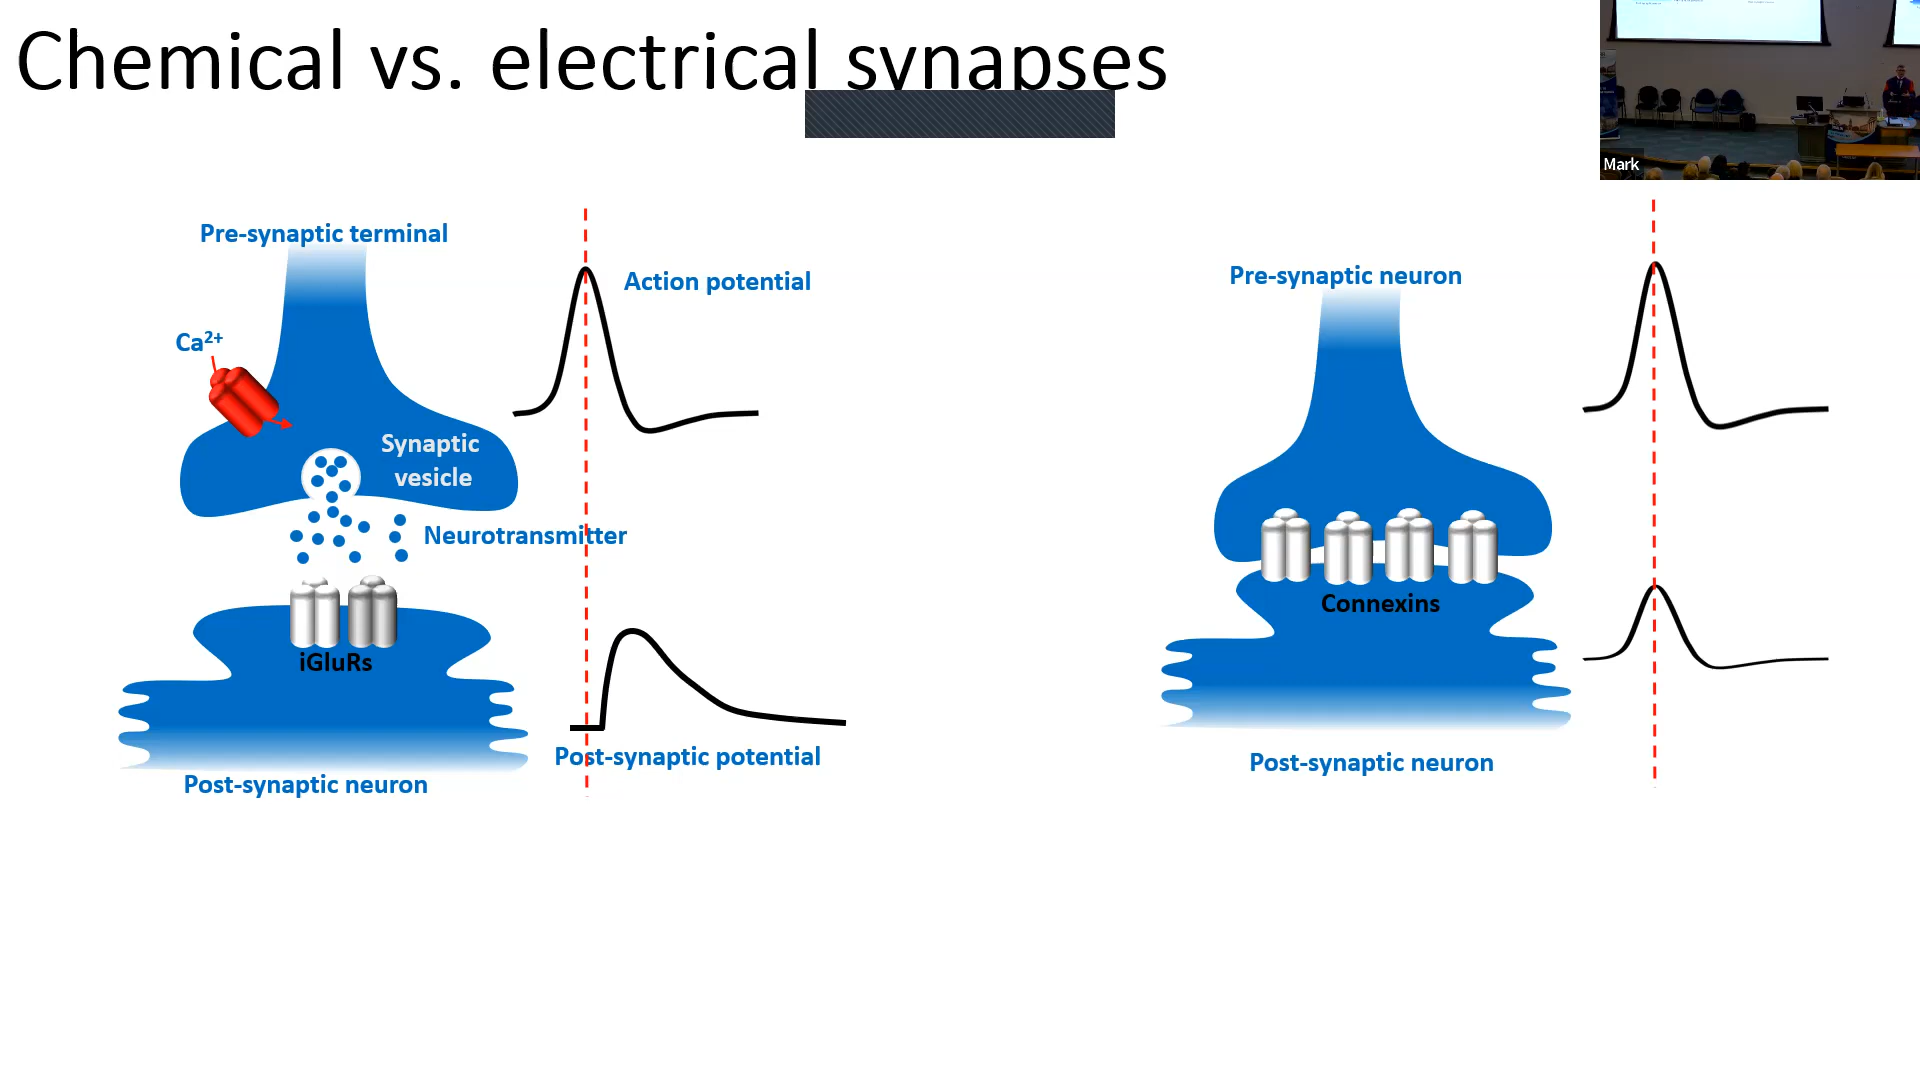 Chemical vs. electrical synapses
Mark
Pre-synaptic terminal
Action potential
Ca²⁺
Synaptic
vesicle
Neurotransmitter
iGluRs
Post-synaptic potential
Post-synaptic neuron
Pre-synaptic neuron
Connexins
Post-synaptic neuron